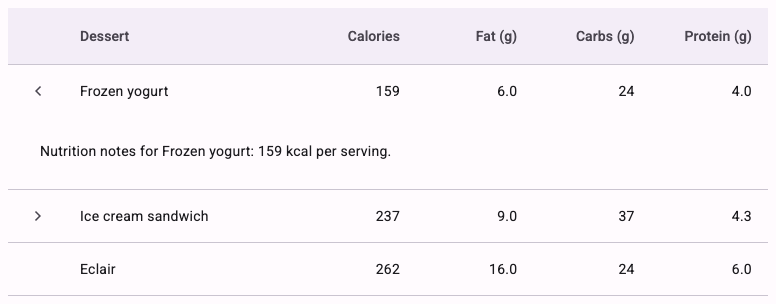 Dessert Calories Fat (g) Carbs (g) Protein (g)
Frozen yogurt 159 6.0 24 4.0
Nutrition notes for Frozen yogurt: 159 kcal per serving.
Ice cream sandwich 237 9.0 37 4.3
Eclair 262 16.0 24 6.0